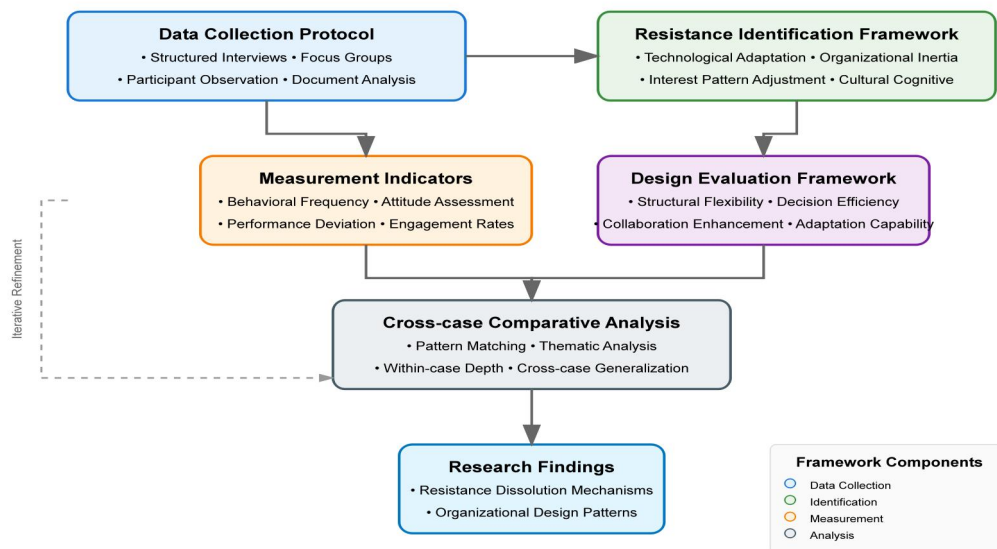 Data Collection Protocol
• Structured Interviews • Focus Groups
• Participant Observation • Document Analysis
Resistance Identification Framework
• Technological Adaptation • Organizational Inertia
• Interest Pattern Adjustment • Cultural Cognitive
Measurement Indicators
• Behavioral Frequency • Attitude Assessment
• Performance Deviation • Engagement Rates
Design Evaluation Framework
• Structural Flexibility • Decision Efficiency
• Collaboration Enhancement • Adaptation Capability
Iterative Refinement
Cross-case Comparative Analysis
• Pattern Matching • Thematic Analysis
• Within-case Depth • Cross-case Generalization
Research Findings
• Resistance Dissolution Mechanisms
• Organizational Design Patterns
Framework Components
Data Collection
Identification
Measurement
Analysis